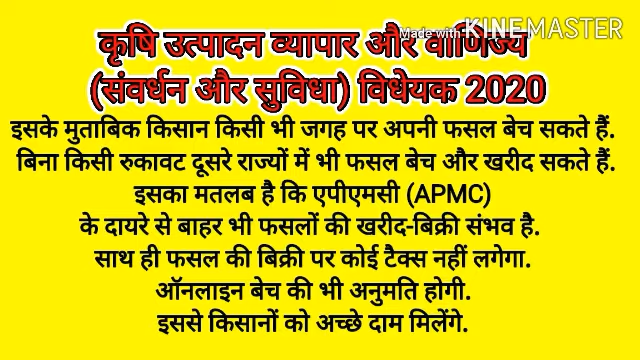 Made with KINEMASTER
कृषि उत्पादन व्यापार और वाणिज्य
(संवर्धन और सुविधा) विधेयक 2020
इसके मुताबिक किसान किसी भी जगह पर अपनी फसल बेच सकते हैं.
बिना किसी रुकावट दूसरे राज्यों में भी फसल बेच और खरीद सकते हैं.
इसका मतलब है कि एपीएमसी (APMC)
के दायरे से बाहर भी फसलों की खरीद-बिक्री संभव है.
साथ ही फसल की बिक्री पर कोई टैक्स नहीं लगेगा.
ऑनलाइन बेच की भी अनुमति होगी.
इससे किसानों को अच्छे दाम मिलेंगे.